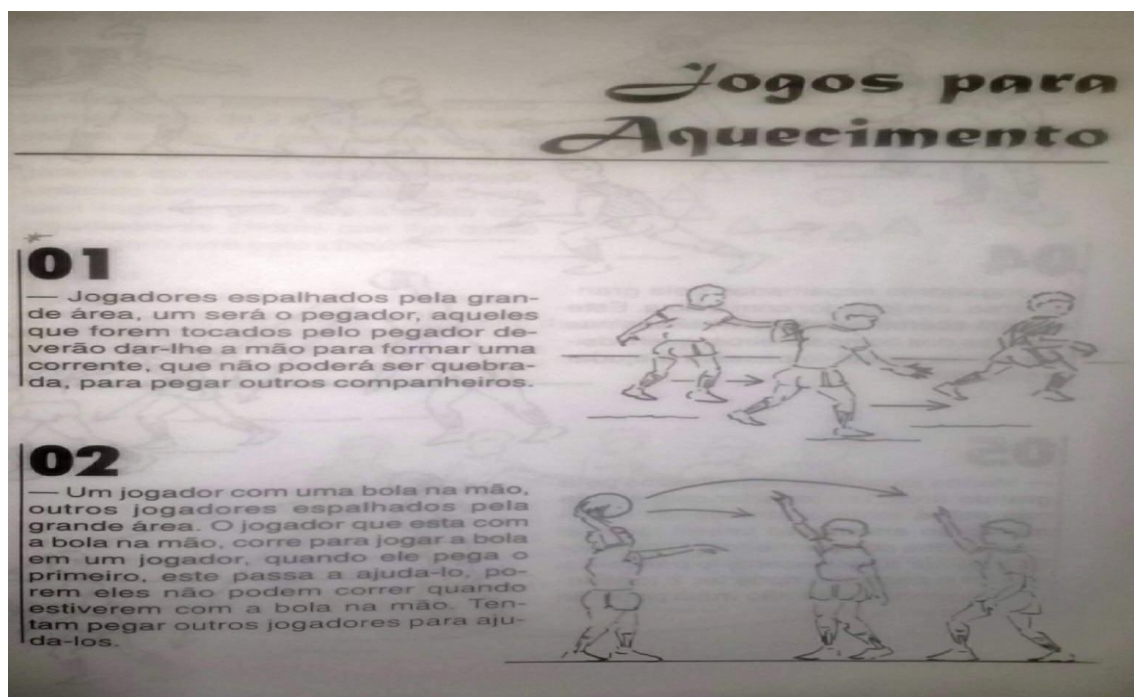 Jogos para
Aquecimento
01
— Jogadores espalhados pela gran-
de área, um será o pegador, aqueles
que forem tocados pelo pegador de-
verão dar-lhe a mão para formar uma
corrente, que não poderá ser quebra-
da, para pegar outros companheiros.
02
— Um jogador com uma bola na mão,
outros jogadores espalhados pela
grande área. O jogador que esta com
a bola na mão, corre para jogar a bola
em um jogador, quando ele pega o
primeiro, este passa a ajuda-lo, po-
rem eles não podem correr quando
estiverem com a bola na mão. Ten-
tam pegar outros jogadores para aju-
da-los.